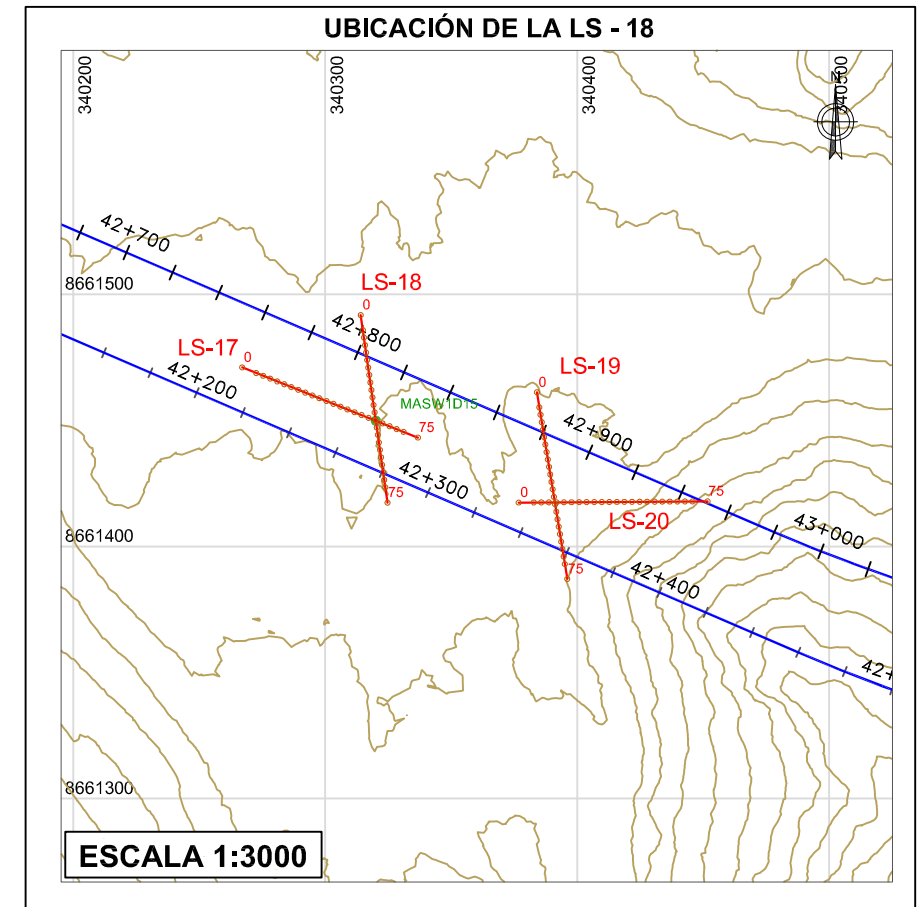 UBICACIÓN DE LA LS - 18
340200
340300
340400
340500
N
42+700
8661500
LS-18
0
42+800
LS-17
0
42+200
LS-19
0
MASW1D15
75
42+900
42+300
75
0
75
LS-20
43+000
8661400
75
42+400
42+
8661300
ESCALA 1:3000